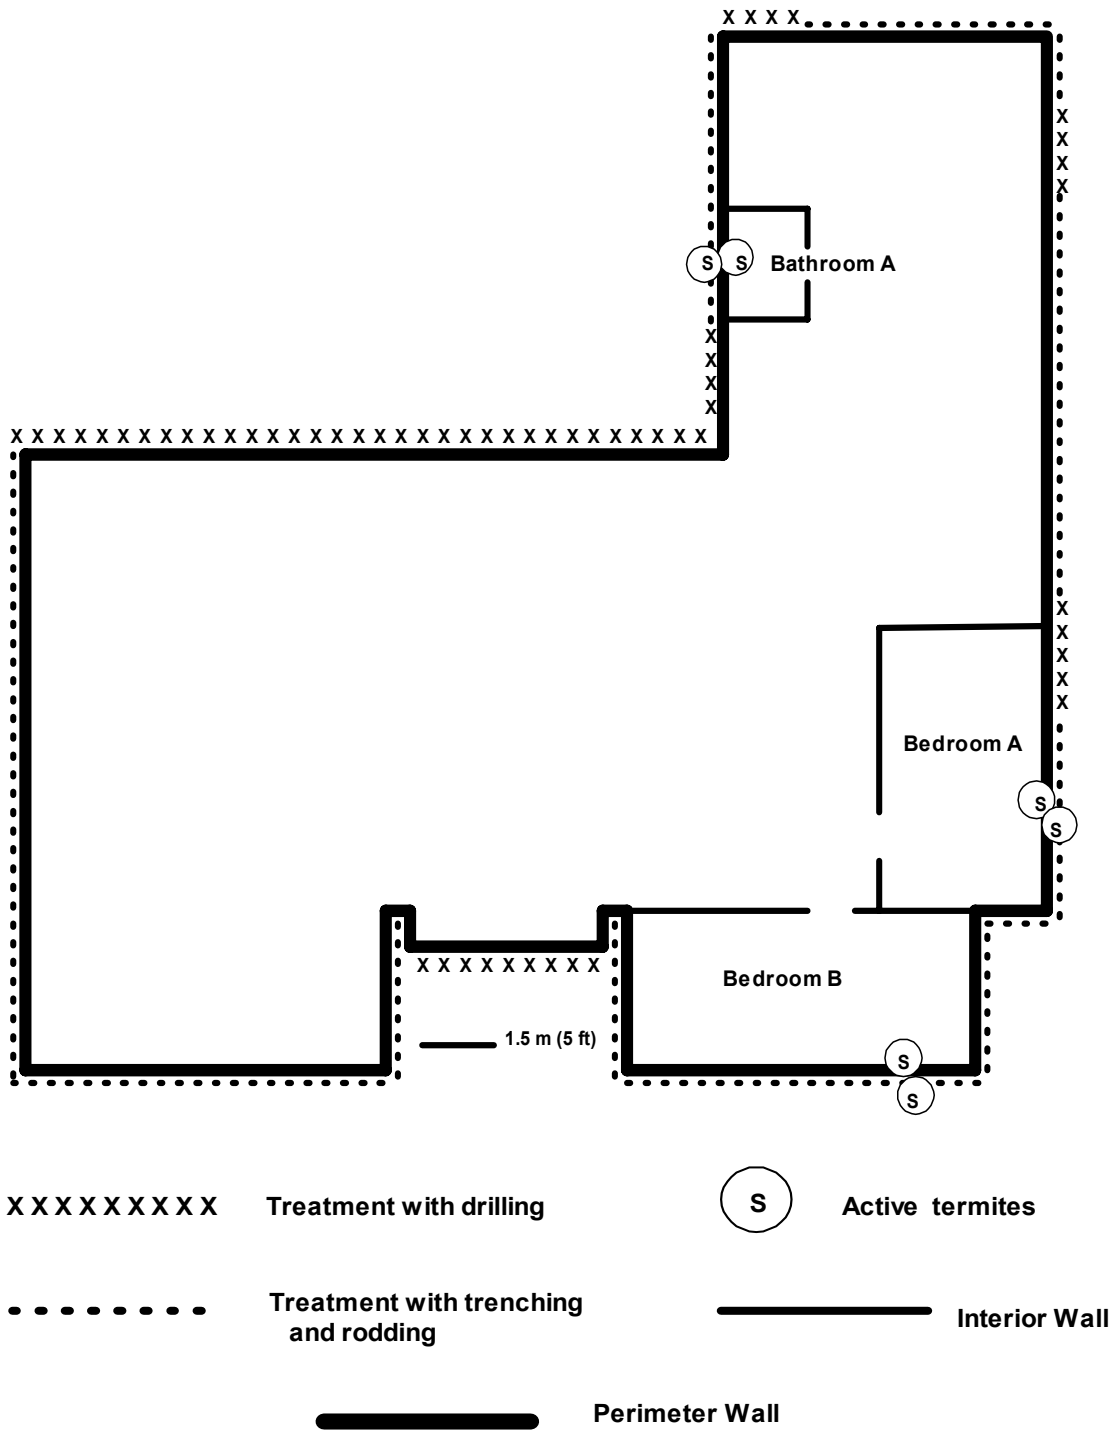 X X X X
X
X
X
X
S S Bathroom A
X
X
X
X
X X X X X X X X X X X X X X X X X X X X X X X X X X X X X X X X X
X
X
X
X
X
Bedroom A
S
S
X X X X X X X X X
Bedroom B
1.5 m (5 ft)
S
S
X X X X X X X X X Treatment with drilling
S Active termites
Treatment with trenching
and rodding
Interior Wall
Perimeter Wall